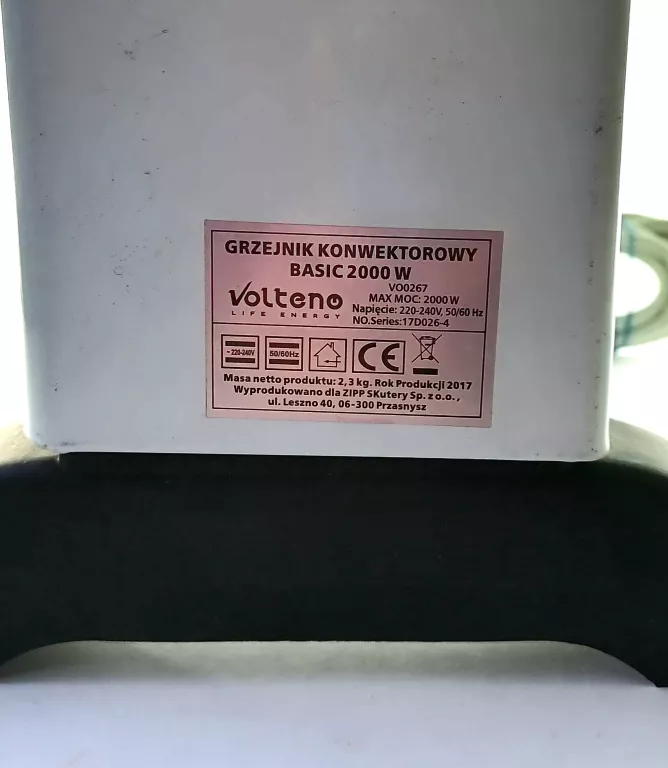 GRZEJNIK KONWEKTOROWY
BASIC 2000 W
VO0267
Volteno
LIFE ENERGY
MAX MOC: 2000 W
Napięcie: 220-240V, 50/60 Hz
NO.Series:17D026-4
~ 220-240V
50/60Hz
CE
Masa netto produktu: 2,3 kg. Rok Produkcji 2017
Wyprodukowano dla ZIPP SKutery Sp. z o.o.,
ul. Leszno 40, 06-300 Przasnysz